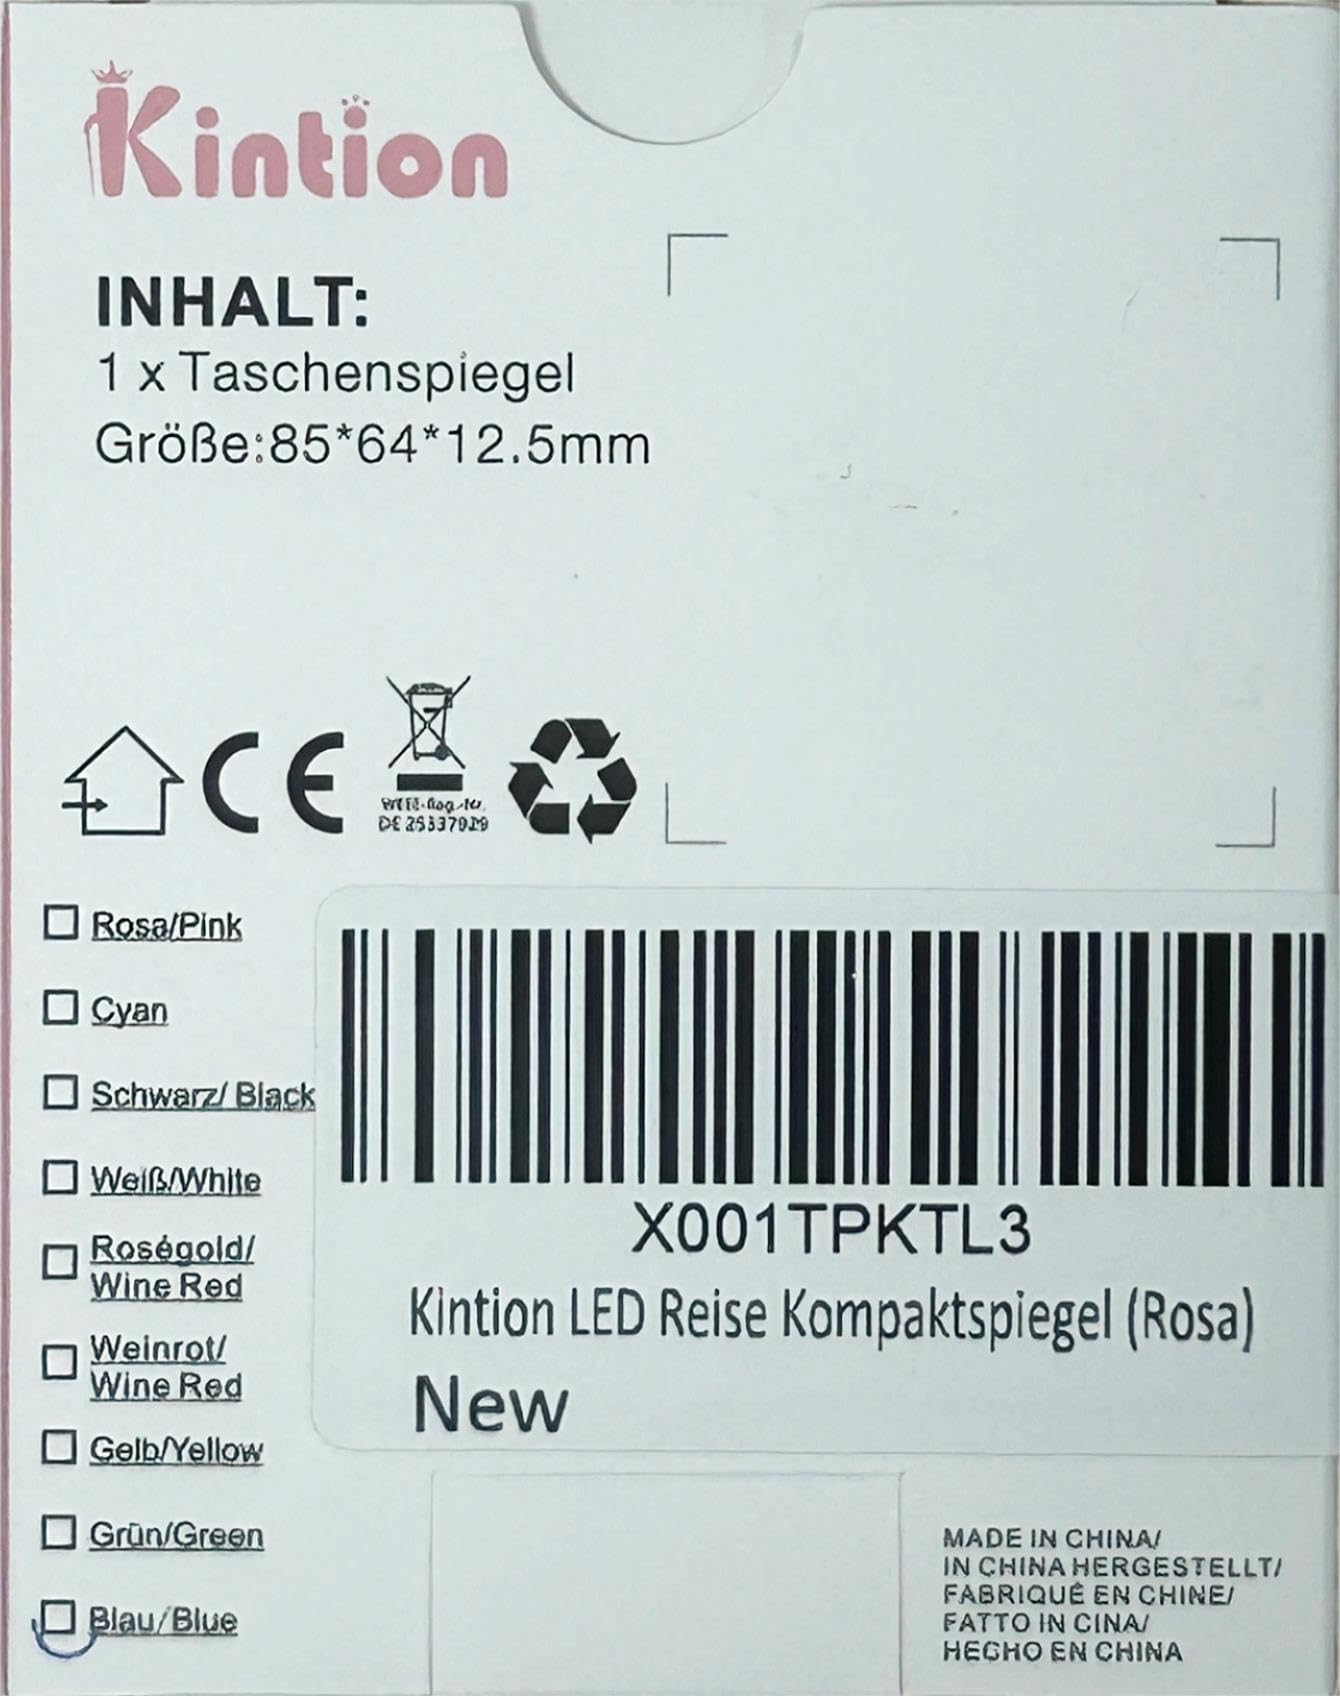 Kintion
INHALT:
1 x Taschenspiegel
Größe:85*64*12.5mm
CE
Rosa/Pink
Cyan
Schwarz/ Black
Weiß/White
Roségold/
Wine Red
Weinrot/
Wine Red
Gelb/Yellow
Grün/Green
Blau/Blue
X001TPKTL3
Kintion LED Reise Kompaktspiegel (Rosa)
New
MADE IN CHINA/
IN CHINA HERGESTELLT/
FABRIQUÉ EN CHINE/
FATTO IN CINA/
HECHO EN CHINA